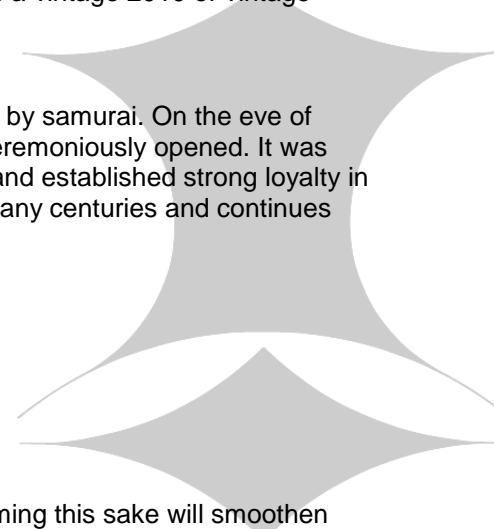 a vintage 2010 or vintage
by samurai. On the eve of
eremoniously opened. It was
and established strong loyalty in
any centuries and continues
ming this sake will smoothen